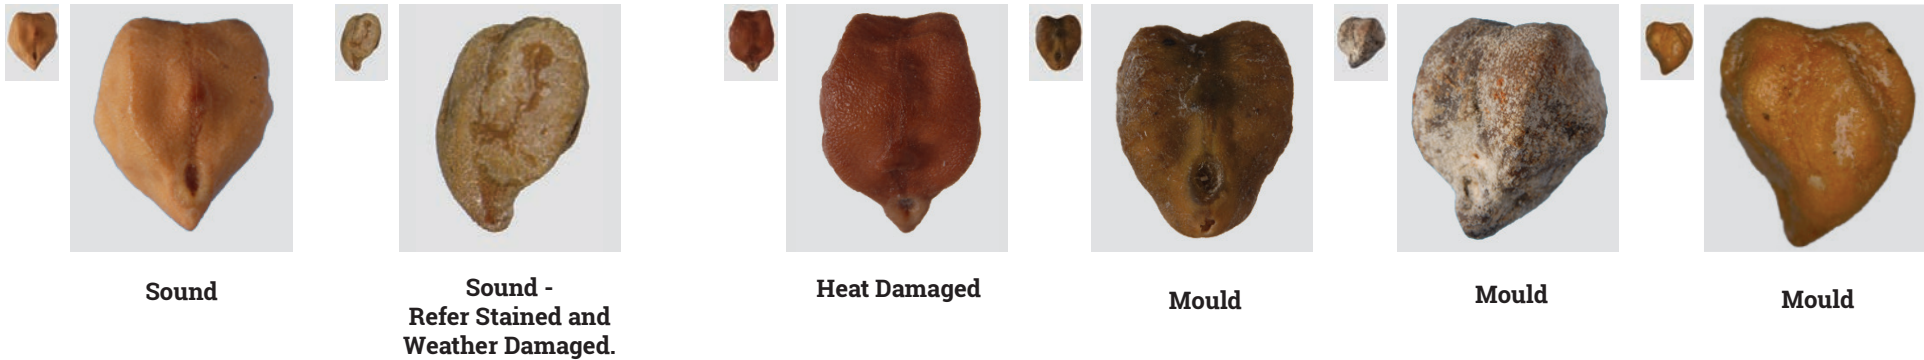 Sound
Sound -
Refer Stained and
Weather Damaged.
Heat Damaged
Mould
Mould
Mould